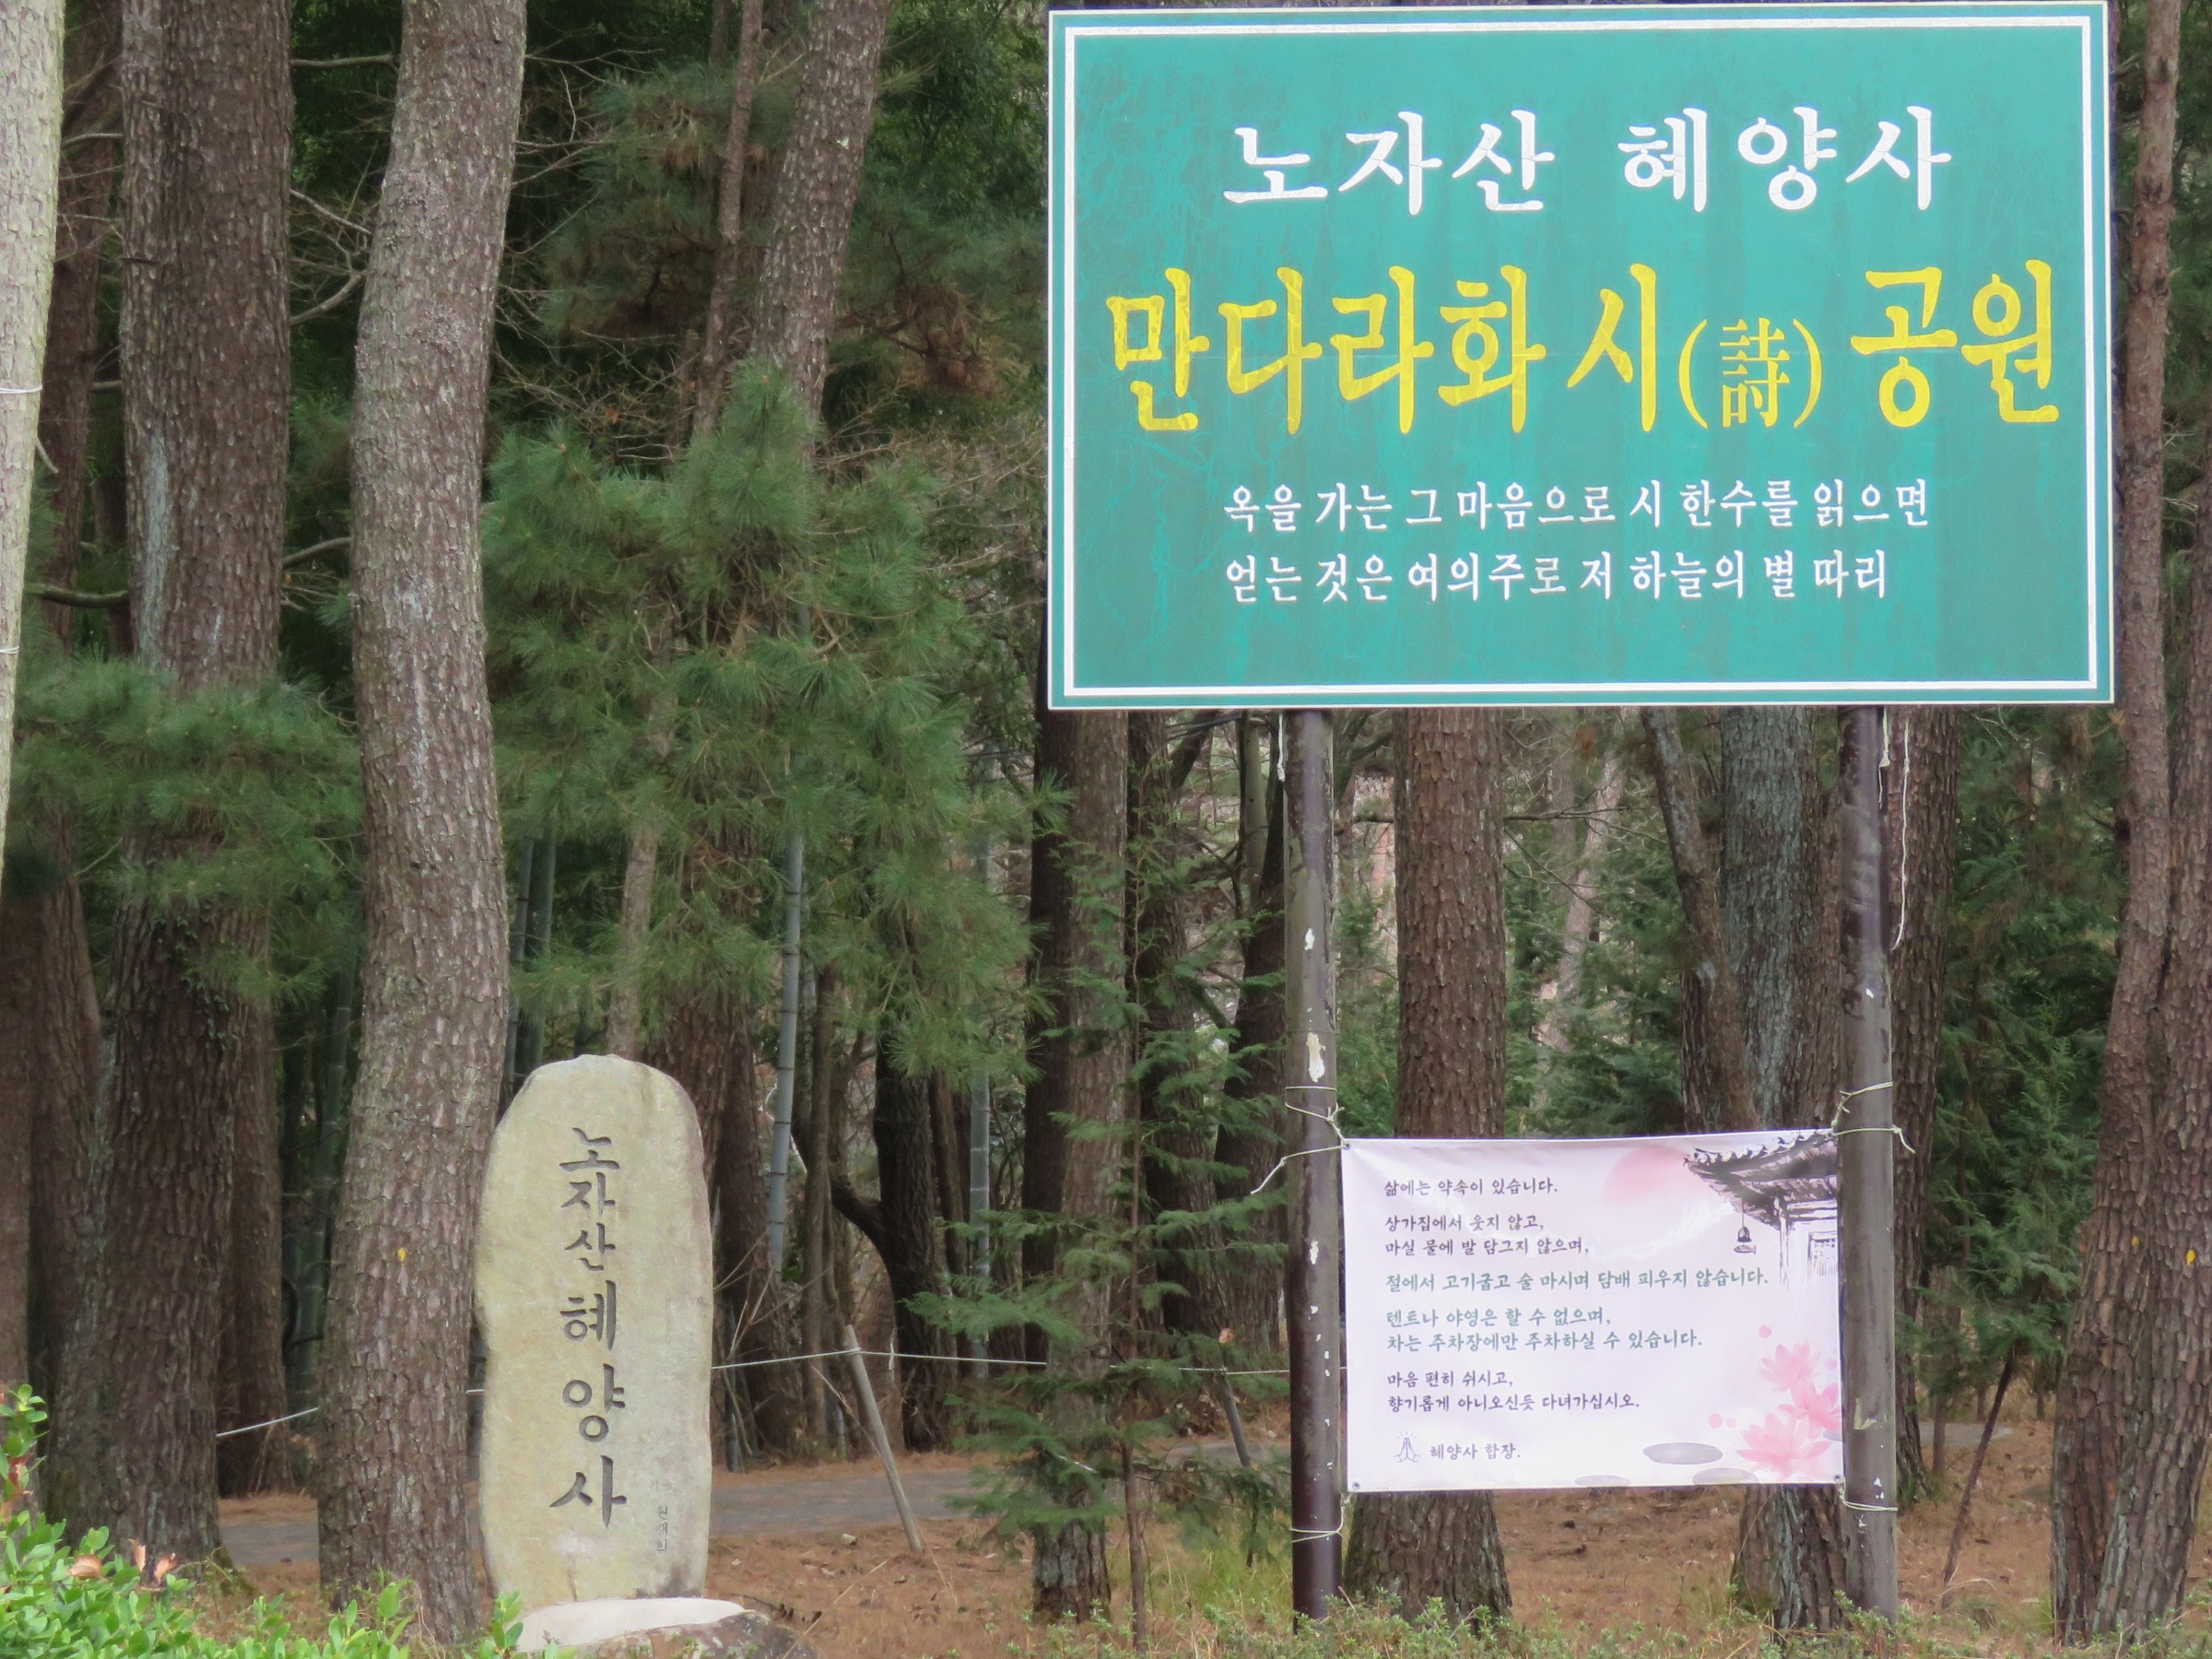 노자산 혜양사
만다라화 시(詩) 공원
옥을 가는 그 마음으로 시 한수를 읽으면
얻는 것은 여의주로 저 하늘의 별 따리
노자산혜양사
삶에는 약속이 있습니다.
상가집에서 웃지 않고,
마실 물에 발 담그지 않으며,
절에서 고기굽고 술 마시며 담배 피우지 않습니다.
텐트나 야영은 할 수 없으며,
차는 주차장에만 주차하실 수 있습니다.
마음 편히 쉬시고,
향기롭게 아니오신듯 다녀가십시오.
혜양사 합장.